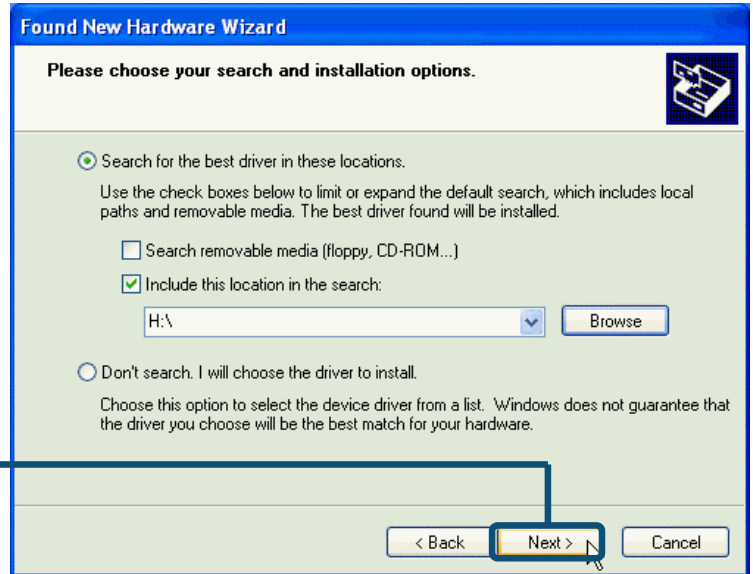 Found New Hardware Wizard
Please choose your search and installation options.
Search for the best driver in these locations.
Use the check boxes below to limit or expand the default search, which includes local
paths and removable media. The best driver found will be installed.
Search removable media (floppy, CD-ROM...)
Include this location in the search:
H:\
Browse
Don't search. I will choose the driver to install.
Choose this option to select the device driver from a list. Windows does not guarantee that
the driver you choose will be the best match for your hardware.
< Back Next > Cancel